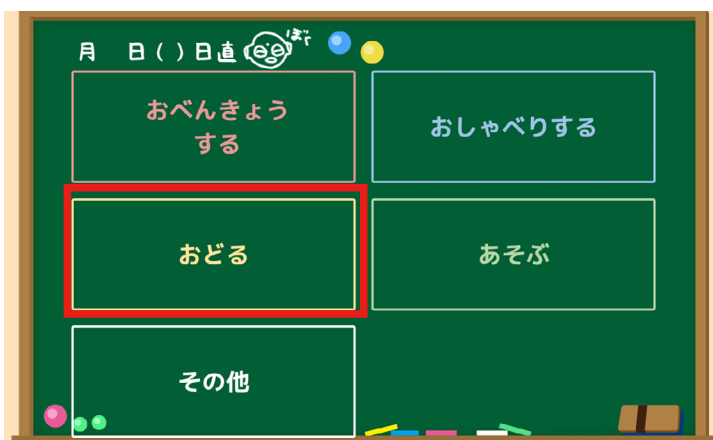 月 日( )日直
ぼく
おべんきょう
する
おしゃべりする
おどる
あそぶ
その他